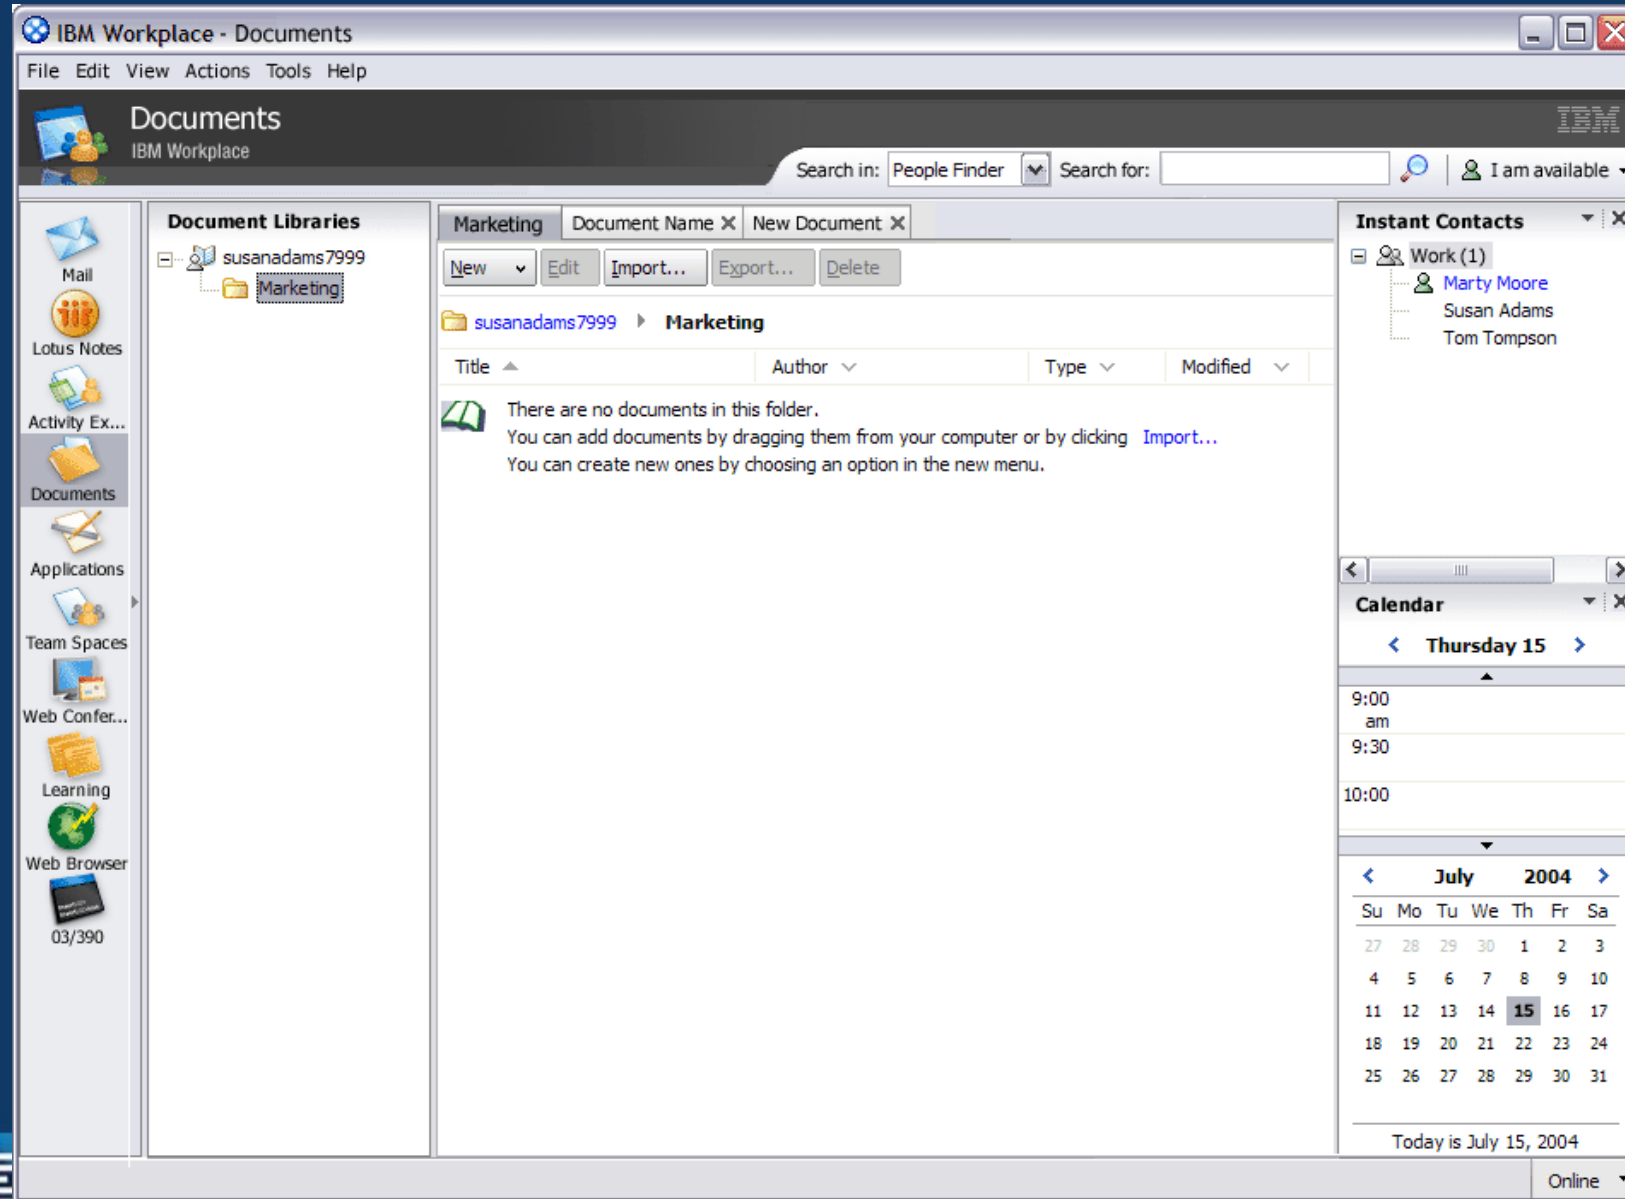 IBM Workplace - Documents
File Edit View Actions Tools Help
Documents
IBM Workplace
IBM
Search in: People Finder Search for: I am available
Mail
Lotus Notes
Activity Ex...
Documents
Applications
Team Spaces
Web Confer...
Learning
Web Browser
03/390
Document Libraries
susanadams7999
Marketing
Marketing Document Name New Document
New Edit Import... Export... Delete
susanadams7999 Marketing
Title Author Type Modified
There are no documents in this folder.
You can add documents by dragging them from your computer or by clicking Import...
You can create new ones by choosing an option in the new menu.
Instant Contacts
Work (1)
Marty Moore
Susan Adams
Tom Tompson
Calendar
Thursday 15
9:00
am
9:30
10:00
July 2004
Su Mo Tu We Th Fr Sa
27 28 29 30 1 2 3
4 5 6 7 8 9 10
11 12 13 14 15 16 17
18 19 20 21 22 23 24
25 26 27 28 29 30 31
Today is July 15, 2004
Online